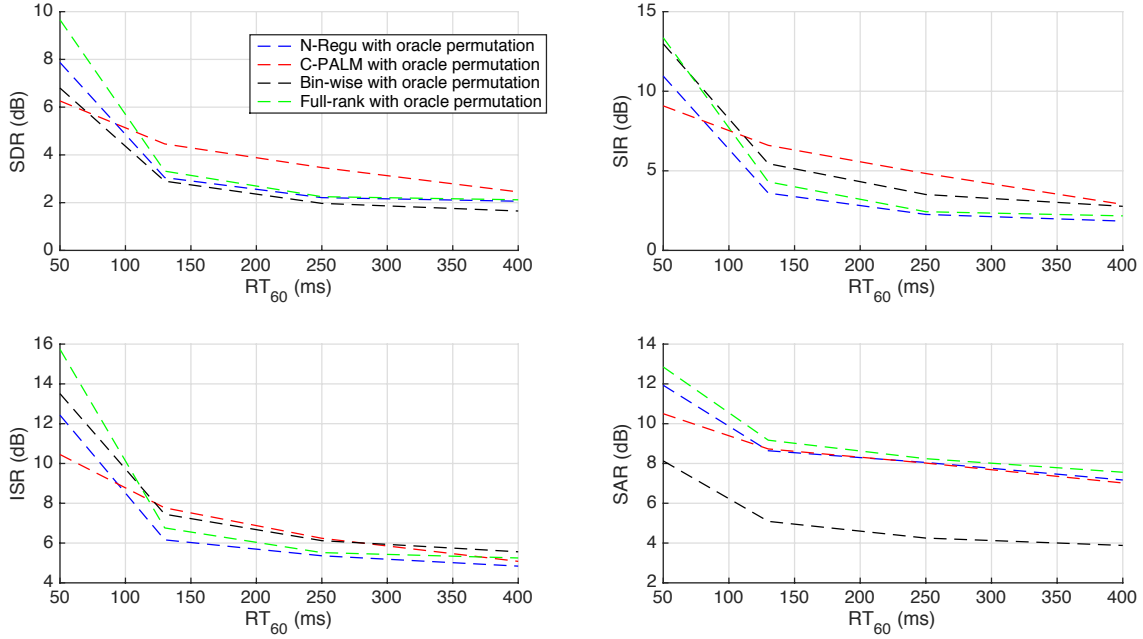 10
8
6
4
2
0
SDR (dB)
50 100 150 200 250 300 350 400
RT60 (ms)
N-Regu with oracle permutation
C-PALM with oracle permutation
Bin-wise with oracle permutation
Full-rank with oracle permutation
15
10
5
0
SIR (dB)
50 100 150 200 250 300 350 400
RT60 (ms)
16
14
12
10
8
6
4
ISR (dB)
50 100 150 200 250 300 350 400
RT60 (ms)
14
12
10
8
6
4
2
SAR (dB)
50 100 150 200 250 300 350 400
RT60 (ms)